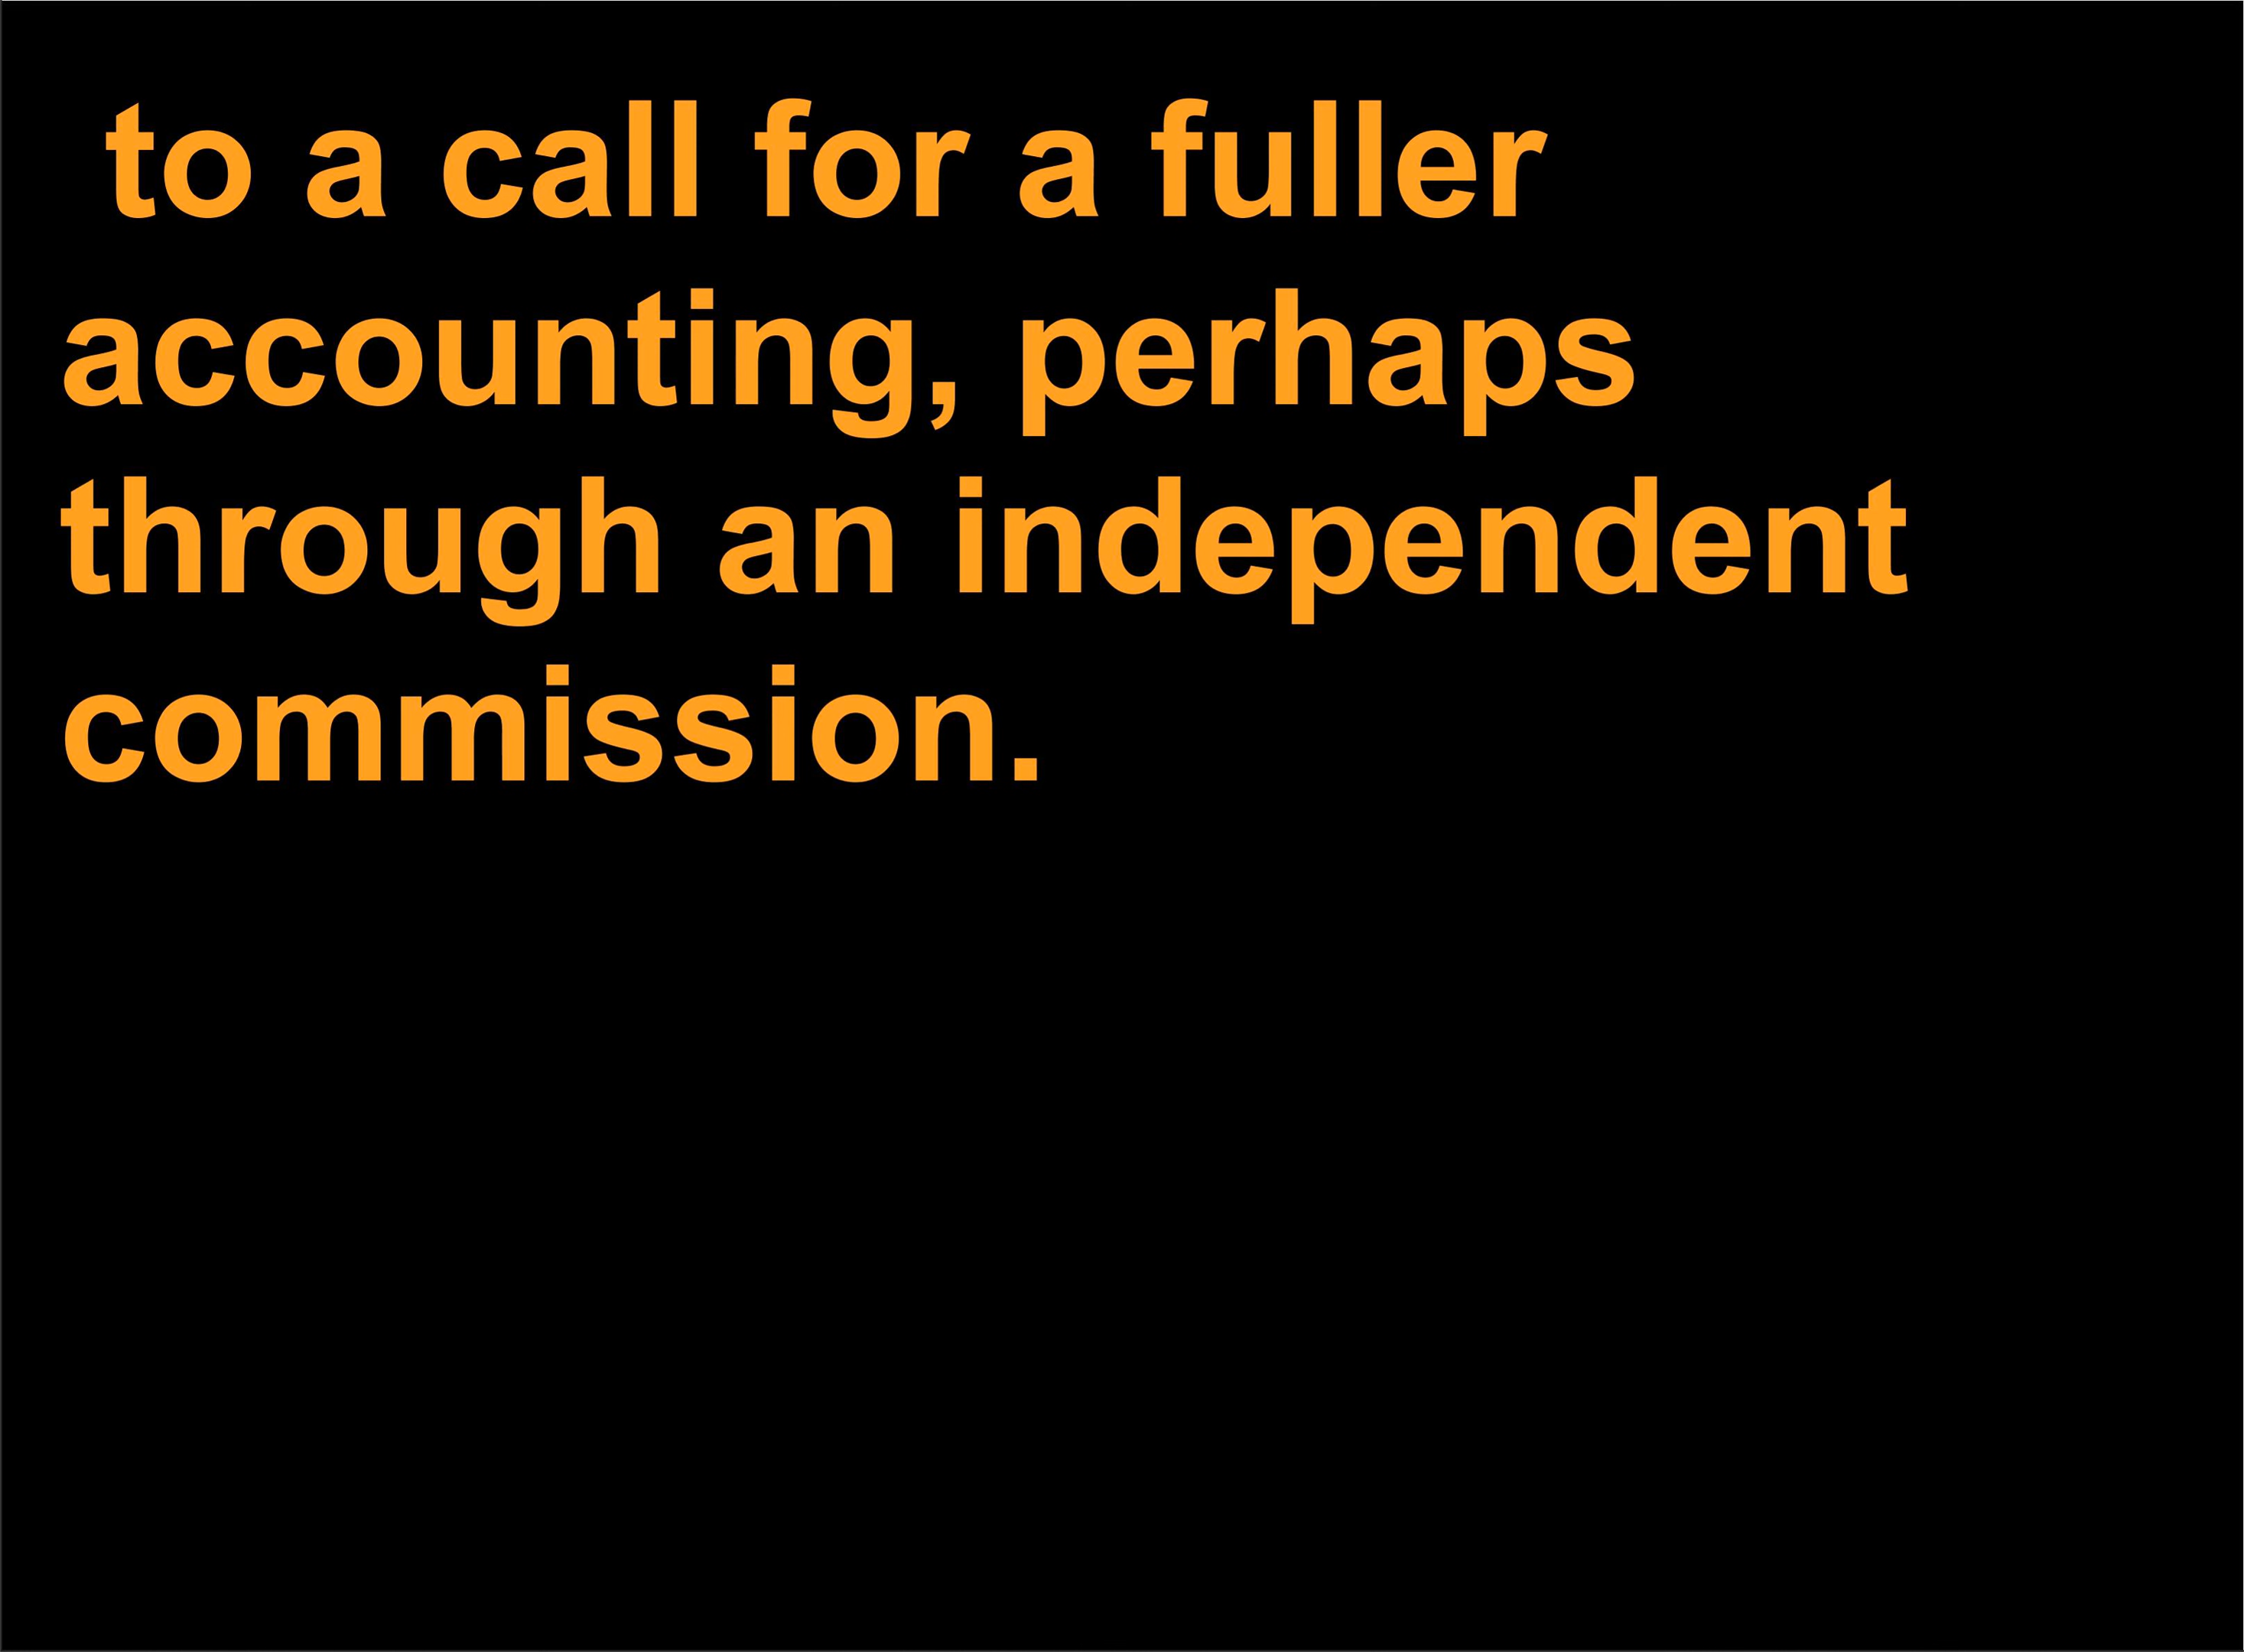 to a call for a fuller
accounting, perhaps
through an independent
commission.